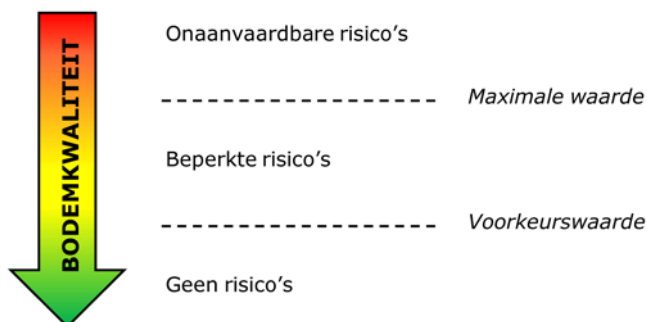 BODEMKWALITEIT
Onaanvaardbare risico's
Maximale waarde
Beperkte risico's
Voorkeurswaarde
Geen risico's